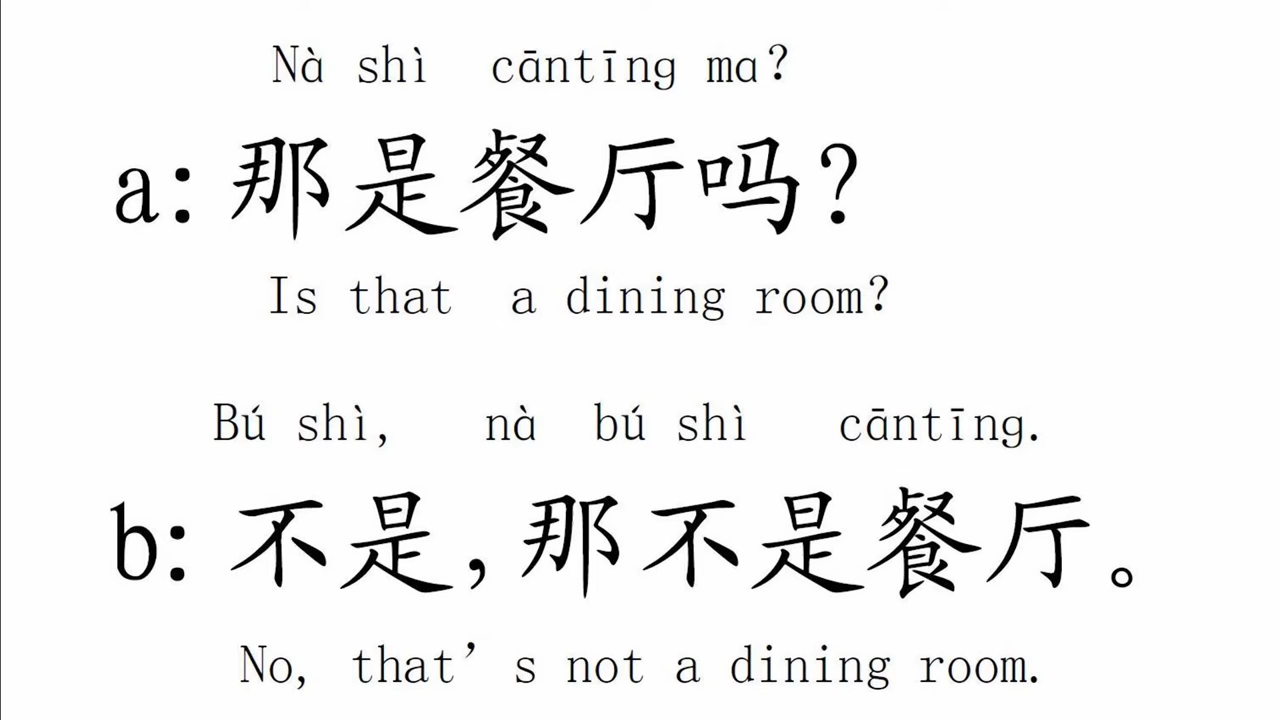 Nà shì cāntīng ma?
a: 那是餐厅吗?
Is that a dining room?
Bú shì, nà bú shì cāntīng.
b: 不是,那不是餐厅。
No, that’s not a dining room.